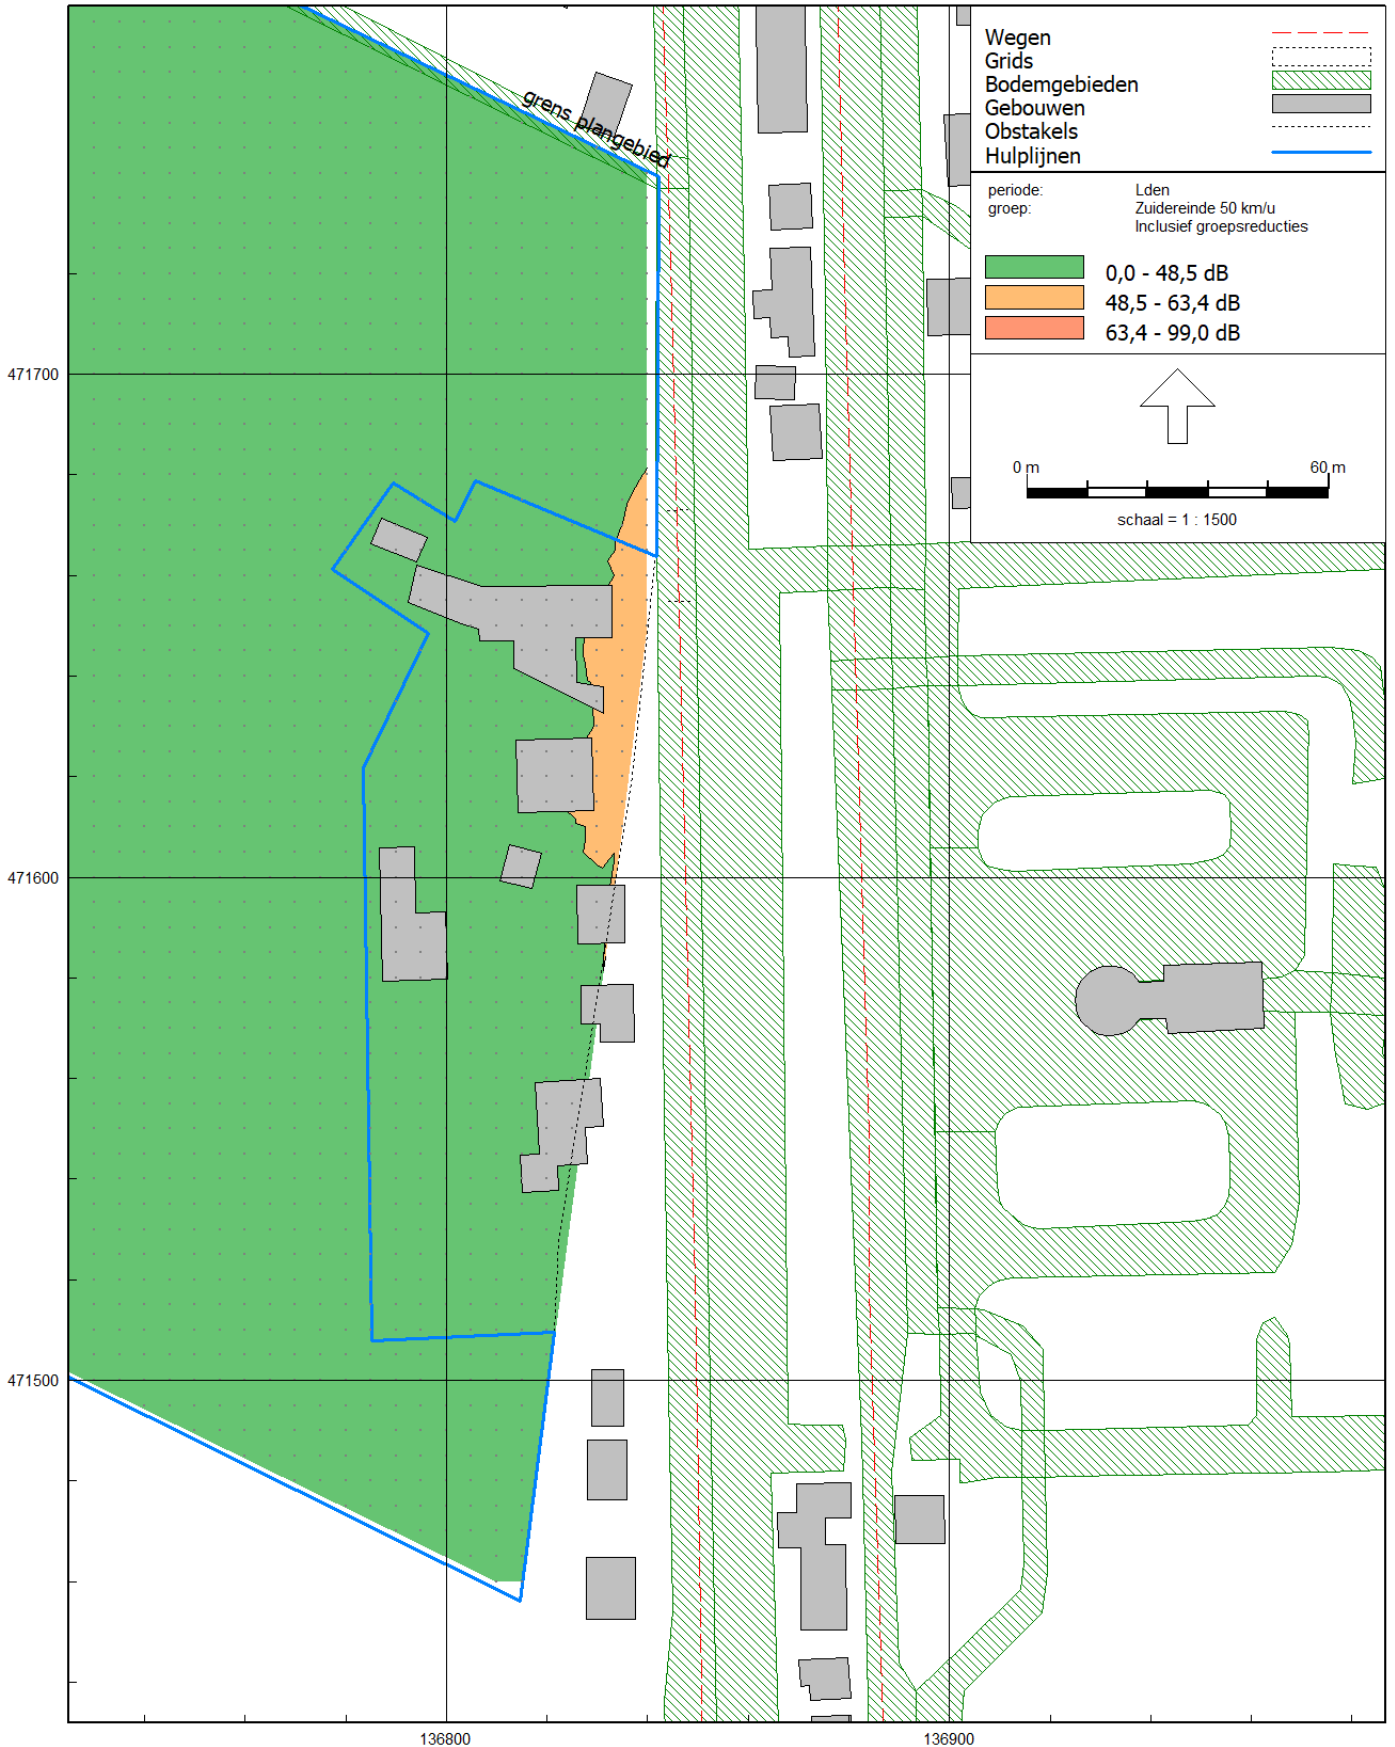 Wegen
Grids
Bodemgebieden
Gebouwen
Obstakels
Hulplijnen
periode: Lden
groep: Zuidereinde 50 km/u
Inclusief groepsreducties
0,0 - 48,5 dB
48,5 - 63,4 dB
63,4 - 99,0 dB
0 m 60 m
schaal = 1 : 1500
grens plangebied
471700
471600
471500
136800 136900